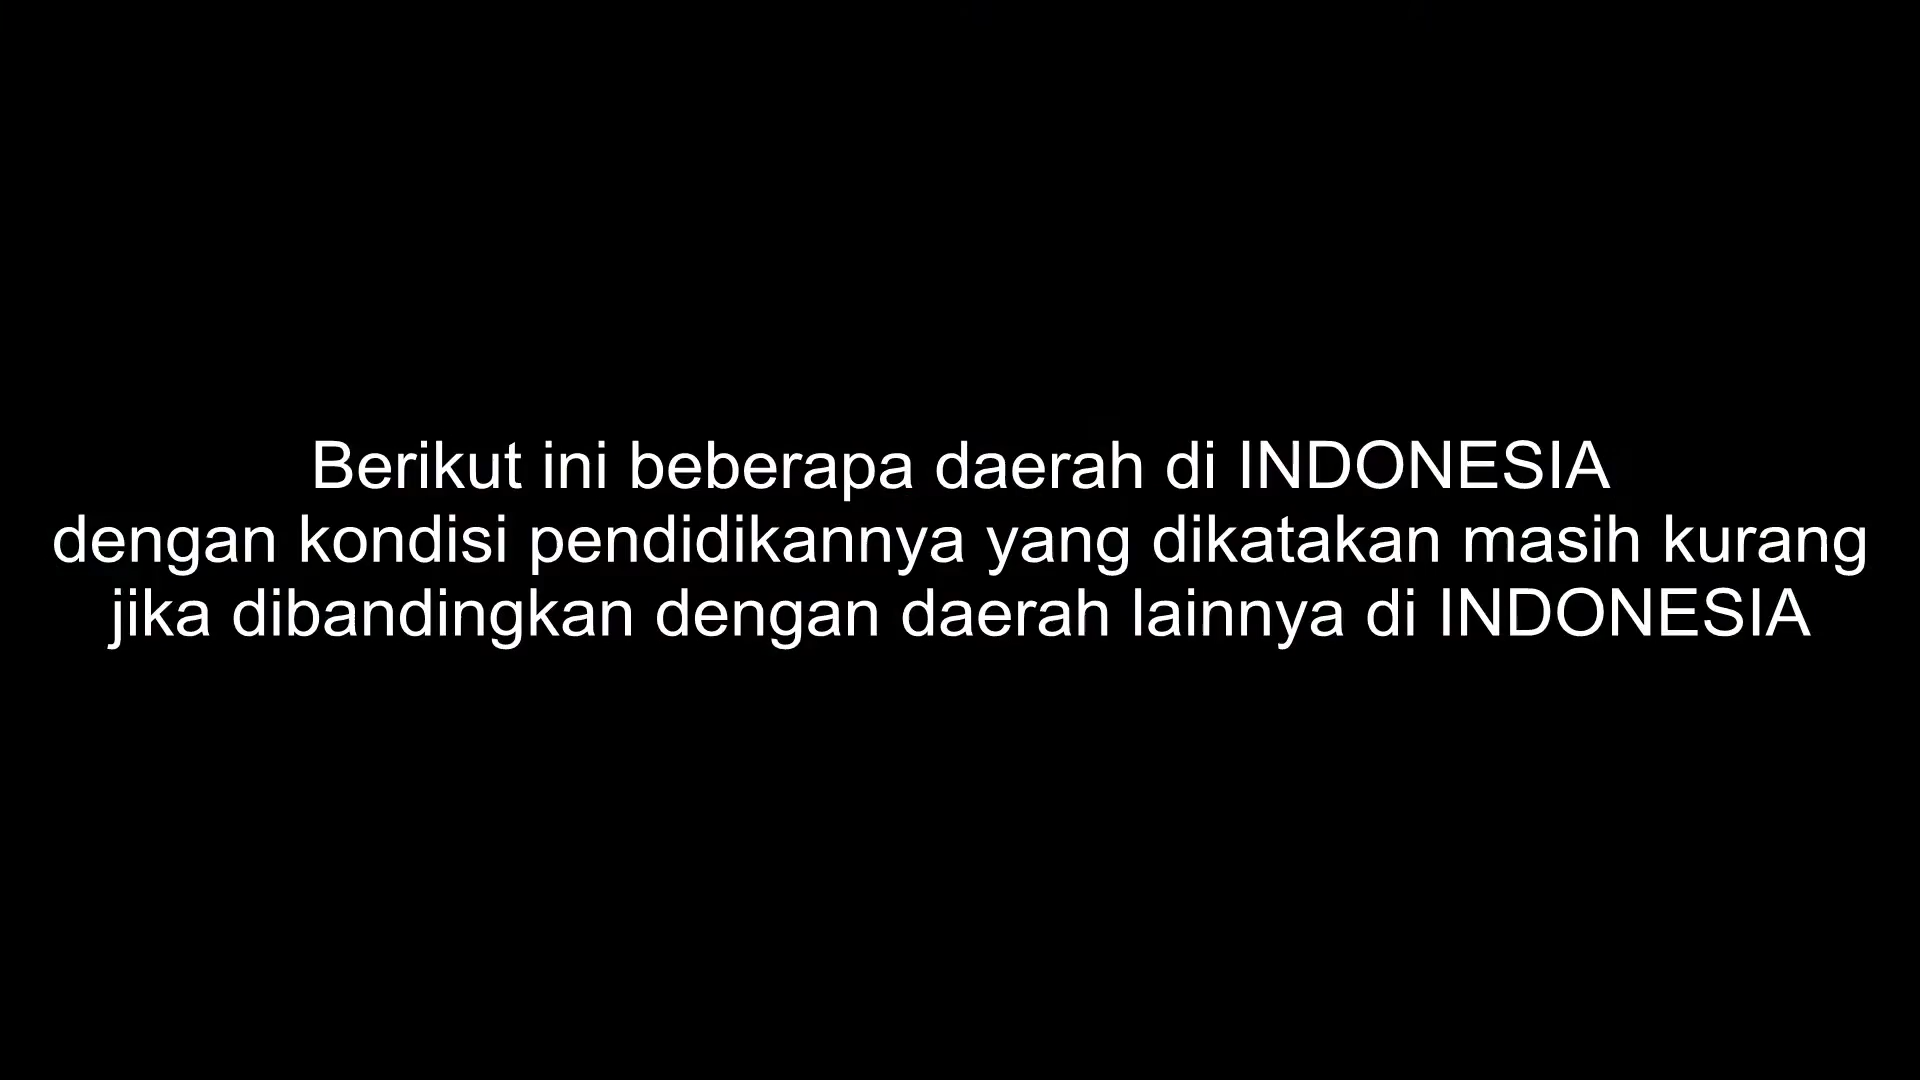 Berikut ini beberapa daerah di INDONESIA
dengan kondisi pendidikannya yang dikatakan masih kurang
jika dibandingkan dengan daerah lainnya di INDONESIA